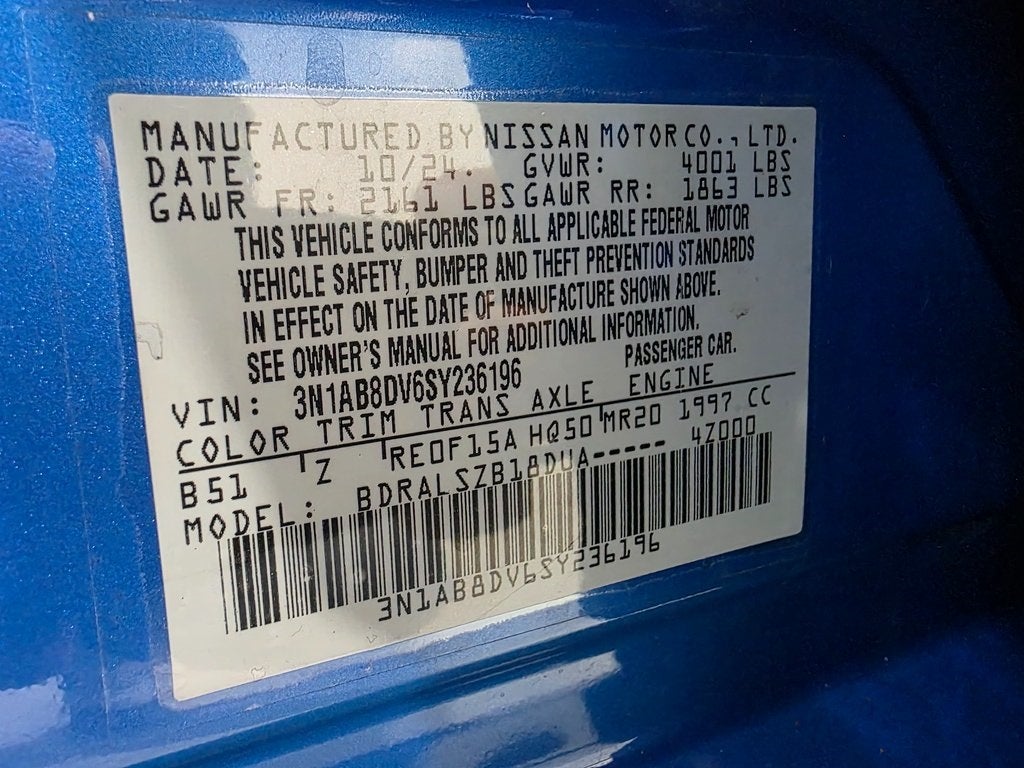 MANUFACTURED BY NISSAN MOTOR CO., LTD.
DATE: 10/24. GVWR: 4001 LBS
GAWR FR: 2161 LBS GAWR RR: 1863 LBS
THIS VEHICLE CONFORMS TO ALL APPLICABLE FEDERAL MOTOR
VEHICLE SAFETY, BUMPER AND THEFT PREVENTION STANDARDS
IN EFFECT ON THE DATE OF MANUFACTURE SHOWN ABOVE.
SEE OWNER'S MANUAL FOR ADDITIONAL INFORMATION.
VIN: 3N1AB8DV6SY236196 PASSENGER CAR.
COLOR TRIM TRANS AXLE ENGINE
B51 Z RE0F15A HQ50 MR20 1997 CC
MODEL: BDRALSZB18DUA----- 4Z000
3N1AB8DV6SY236196